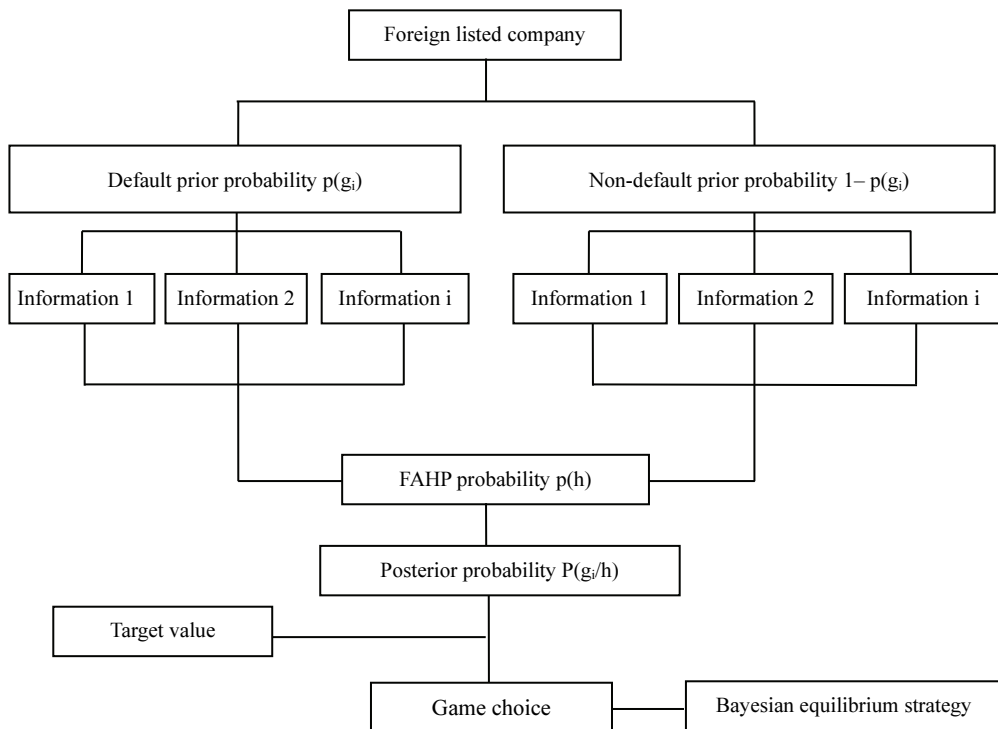 Foreign listed company
Default prior probability p(gᵢ)
Non-default prior probability 1– p(gᵢ)
Information 1
Information 2
Information i
Information 1
Information 2
Information i
FAHP probability p(h)
Posterior probability P(gᵢ/h)
Target value
Game choice
Bayesian equilibrium strategy